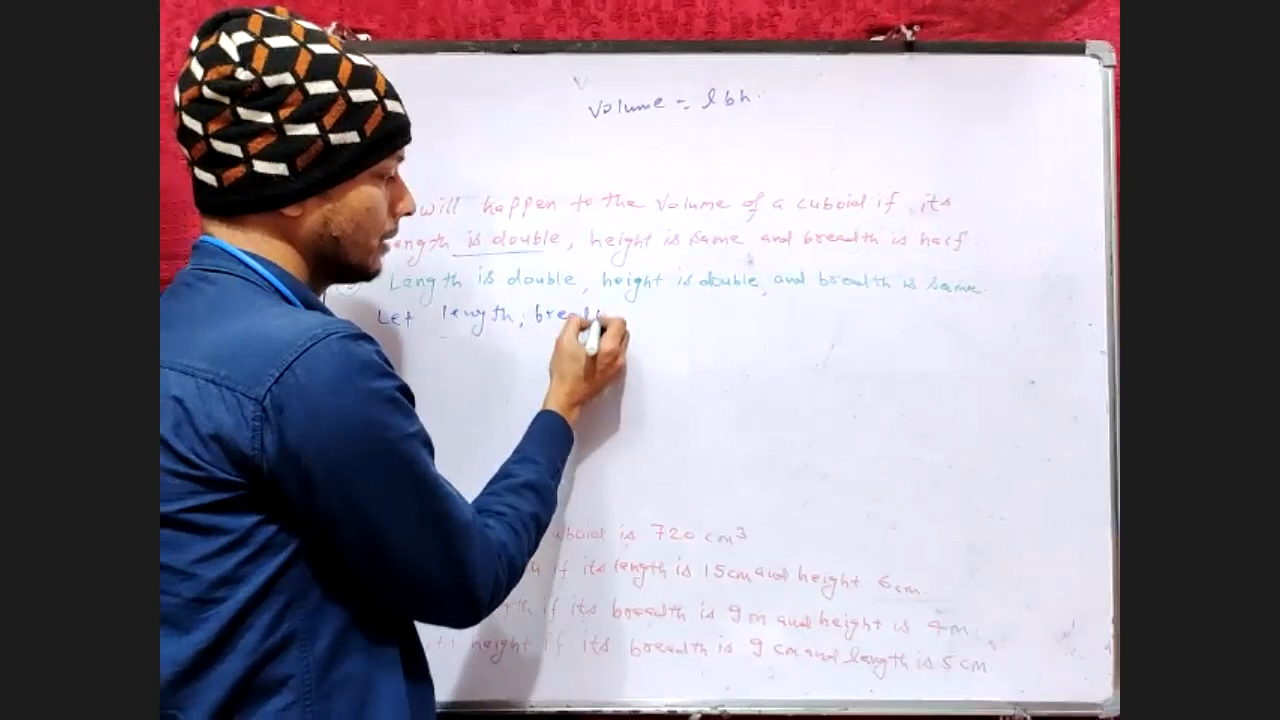 Volume = lbh.
will happen to the volume of a cuboid if, its
length is double, height is same and breadth is half.
Length is double, height is double, and breadth is same.
Let length, bread
cuboid is 720 cm³
if its length is 15cm and height 6cm.
if its breadth is 9m and height is 4m.
its height if its breadth is 9 cm and length is 5 cm